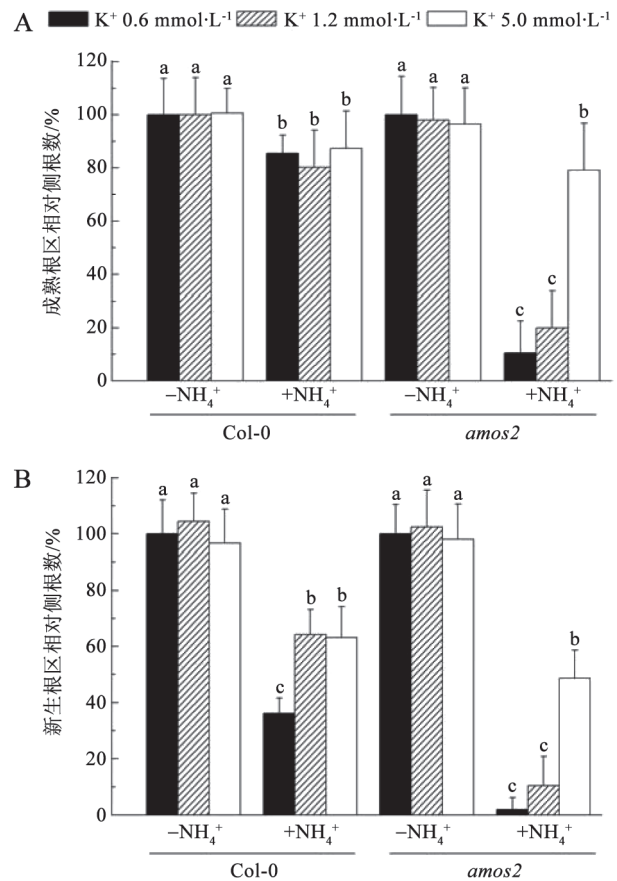 A
K⁺ 0.6 mmol·L⁻¹ K⁺ 1.2 mmol·L⁻¹ K⁺ 5.0 mmol·L⁻¹
成熟根区相对侧根数/%
120
100
80
60
40
20
0
a a a b b b a a a c c b
−NH₄⁺ +NH₄⁺ −NH₄⁺ +NH₄⁺
Col-0 amos2
B
新生根区相对侧根数/%
120
100
80
60
40
20
0
a a a c b b a a a c c b
−NH₄⁺ +NH₄⁺ −NH₄⁺ +NH₄⁺
Col-0 amos2